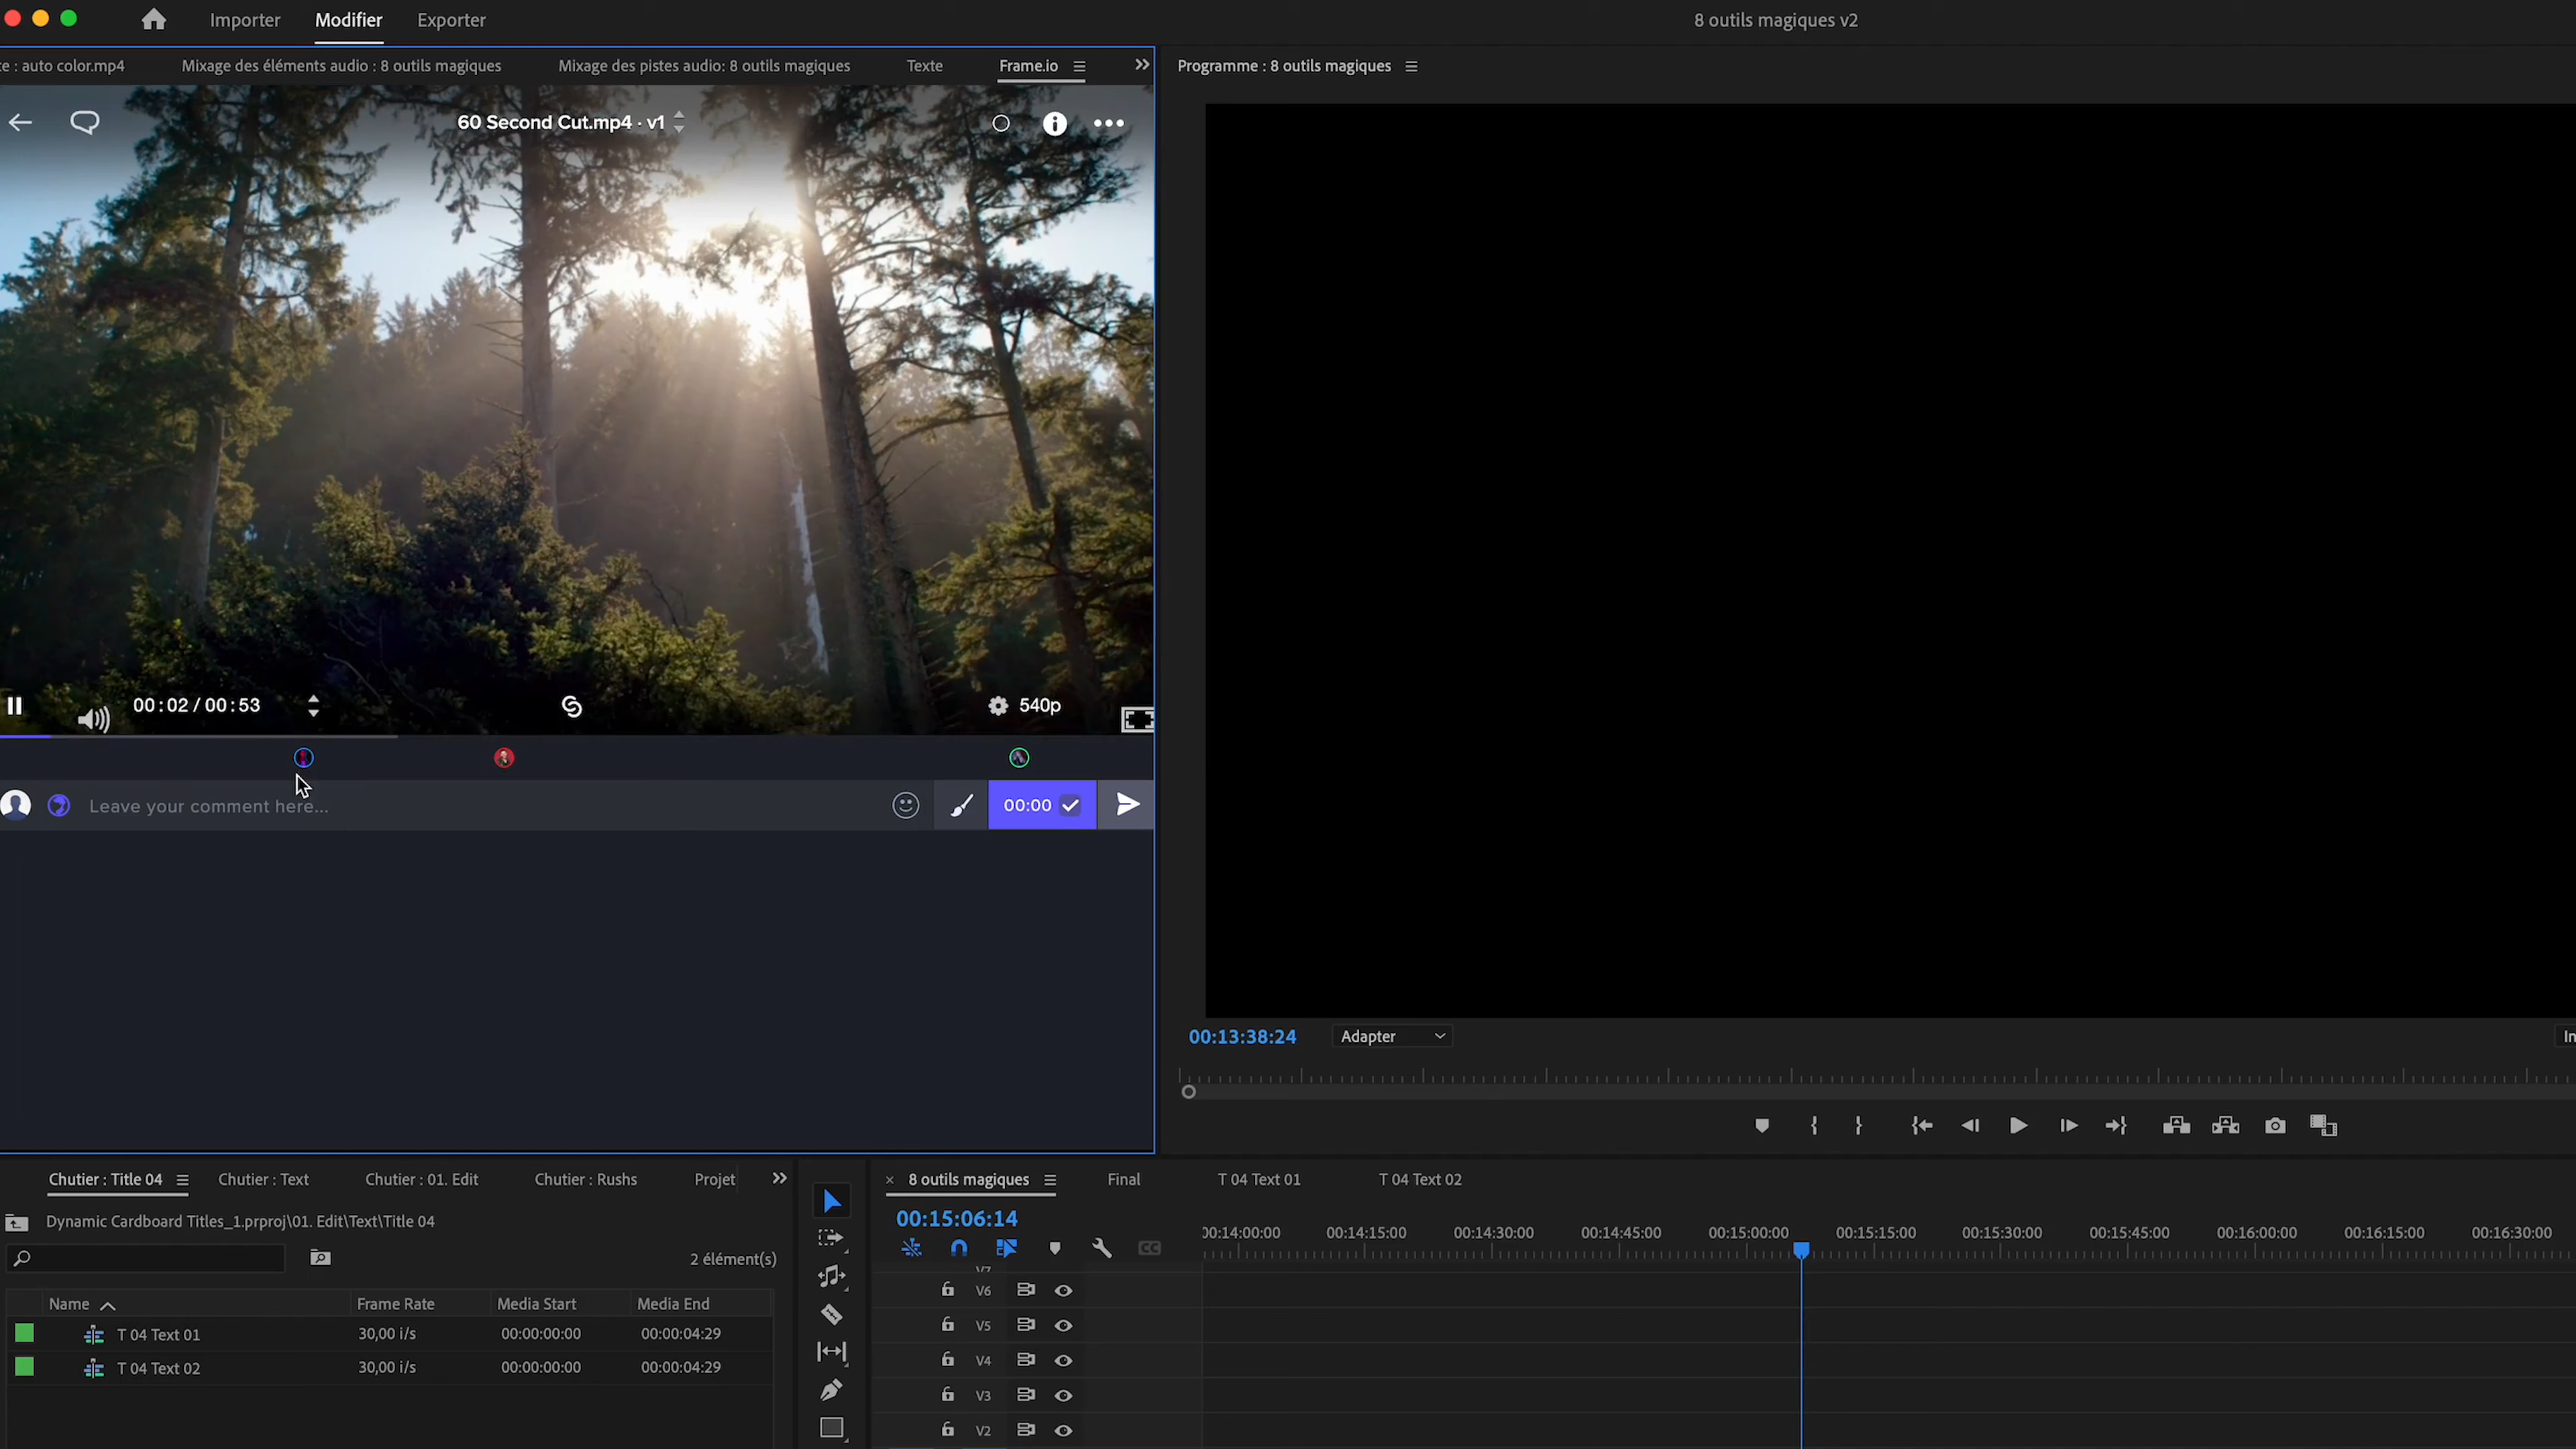 Importer Modifier Exporter
8 outils magiques v2
e : auto color.mp4 Mixage des éléments audio : 8 outils magiques Mixage des pistes audio: 8 outils magiques Texte Frame.io
Programme : 8 outils magiques
60 Second Cut.mp4 · v1
00:02 / 00:53
540p
Leave your comment here...
00:00
00:13:38:24 Adapter In
Chutier : Title 04 Chutier : Text Chutier : 01. Edit Chutier : Rushs Projet
Dynamic Cardboard Titles_1.prproj\01. Edit\Text\Title 04
2 élément(s)
Name Frame Rate Media Start Media End
T 04 Text 01 30,00 i/s 00:00:00:00 00:00:04:29
T 04 Text 02 30,00 i/s 00:00:00:00 00:00:04:29
× 8 outils magiques Final T 04 Text 01 T 04 Text 02
00:15:06:14
00:14:00:00 00:14:15:00 00:14:30:00 00:14:45:00 00:15:00:00 00:15:15:00 00:15:30:00 00:15:45:00 00:16:00:00 00:16:15:00 00:16:30:00
V7
V6
V5
V4
V3
V2